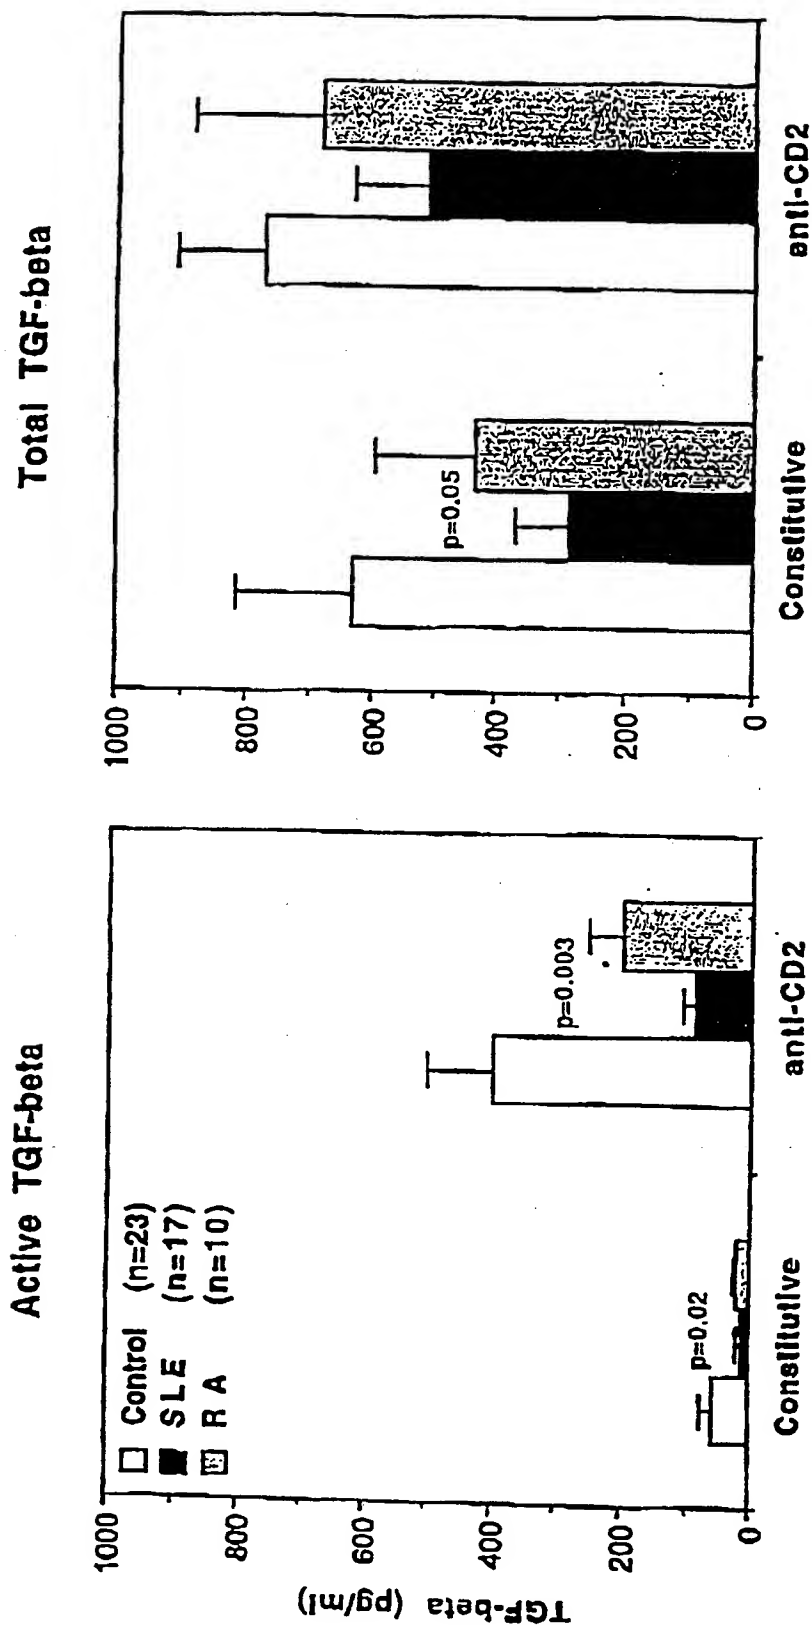 Active TGF-beta
TGF-beta (pg/ml)
1000
800
600
400
200
0
Control (n=23)
SLE (n=17)
RA (n=10)
p=0.02
p=0.003
Constitutive
anti-CD2
Total TGF-beta
1000
800
600
400
200
0
p=0.05
Constitutive
anti-CD2